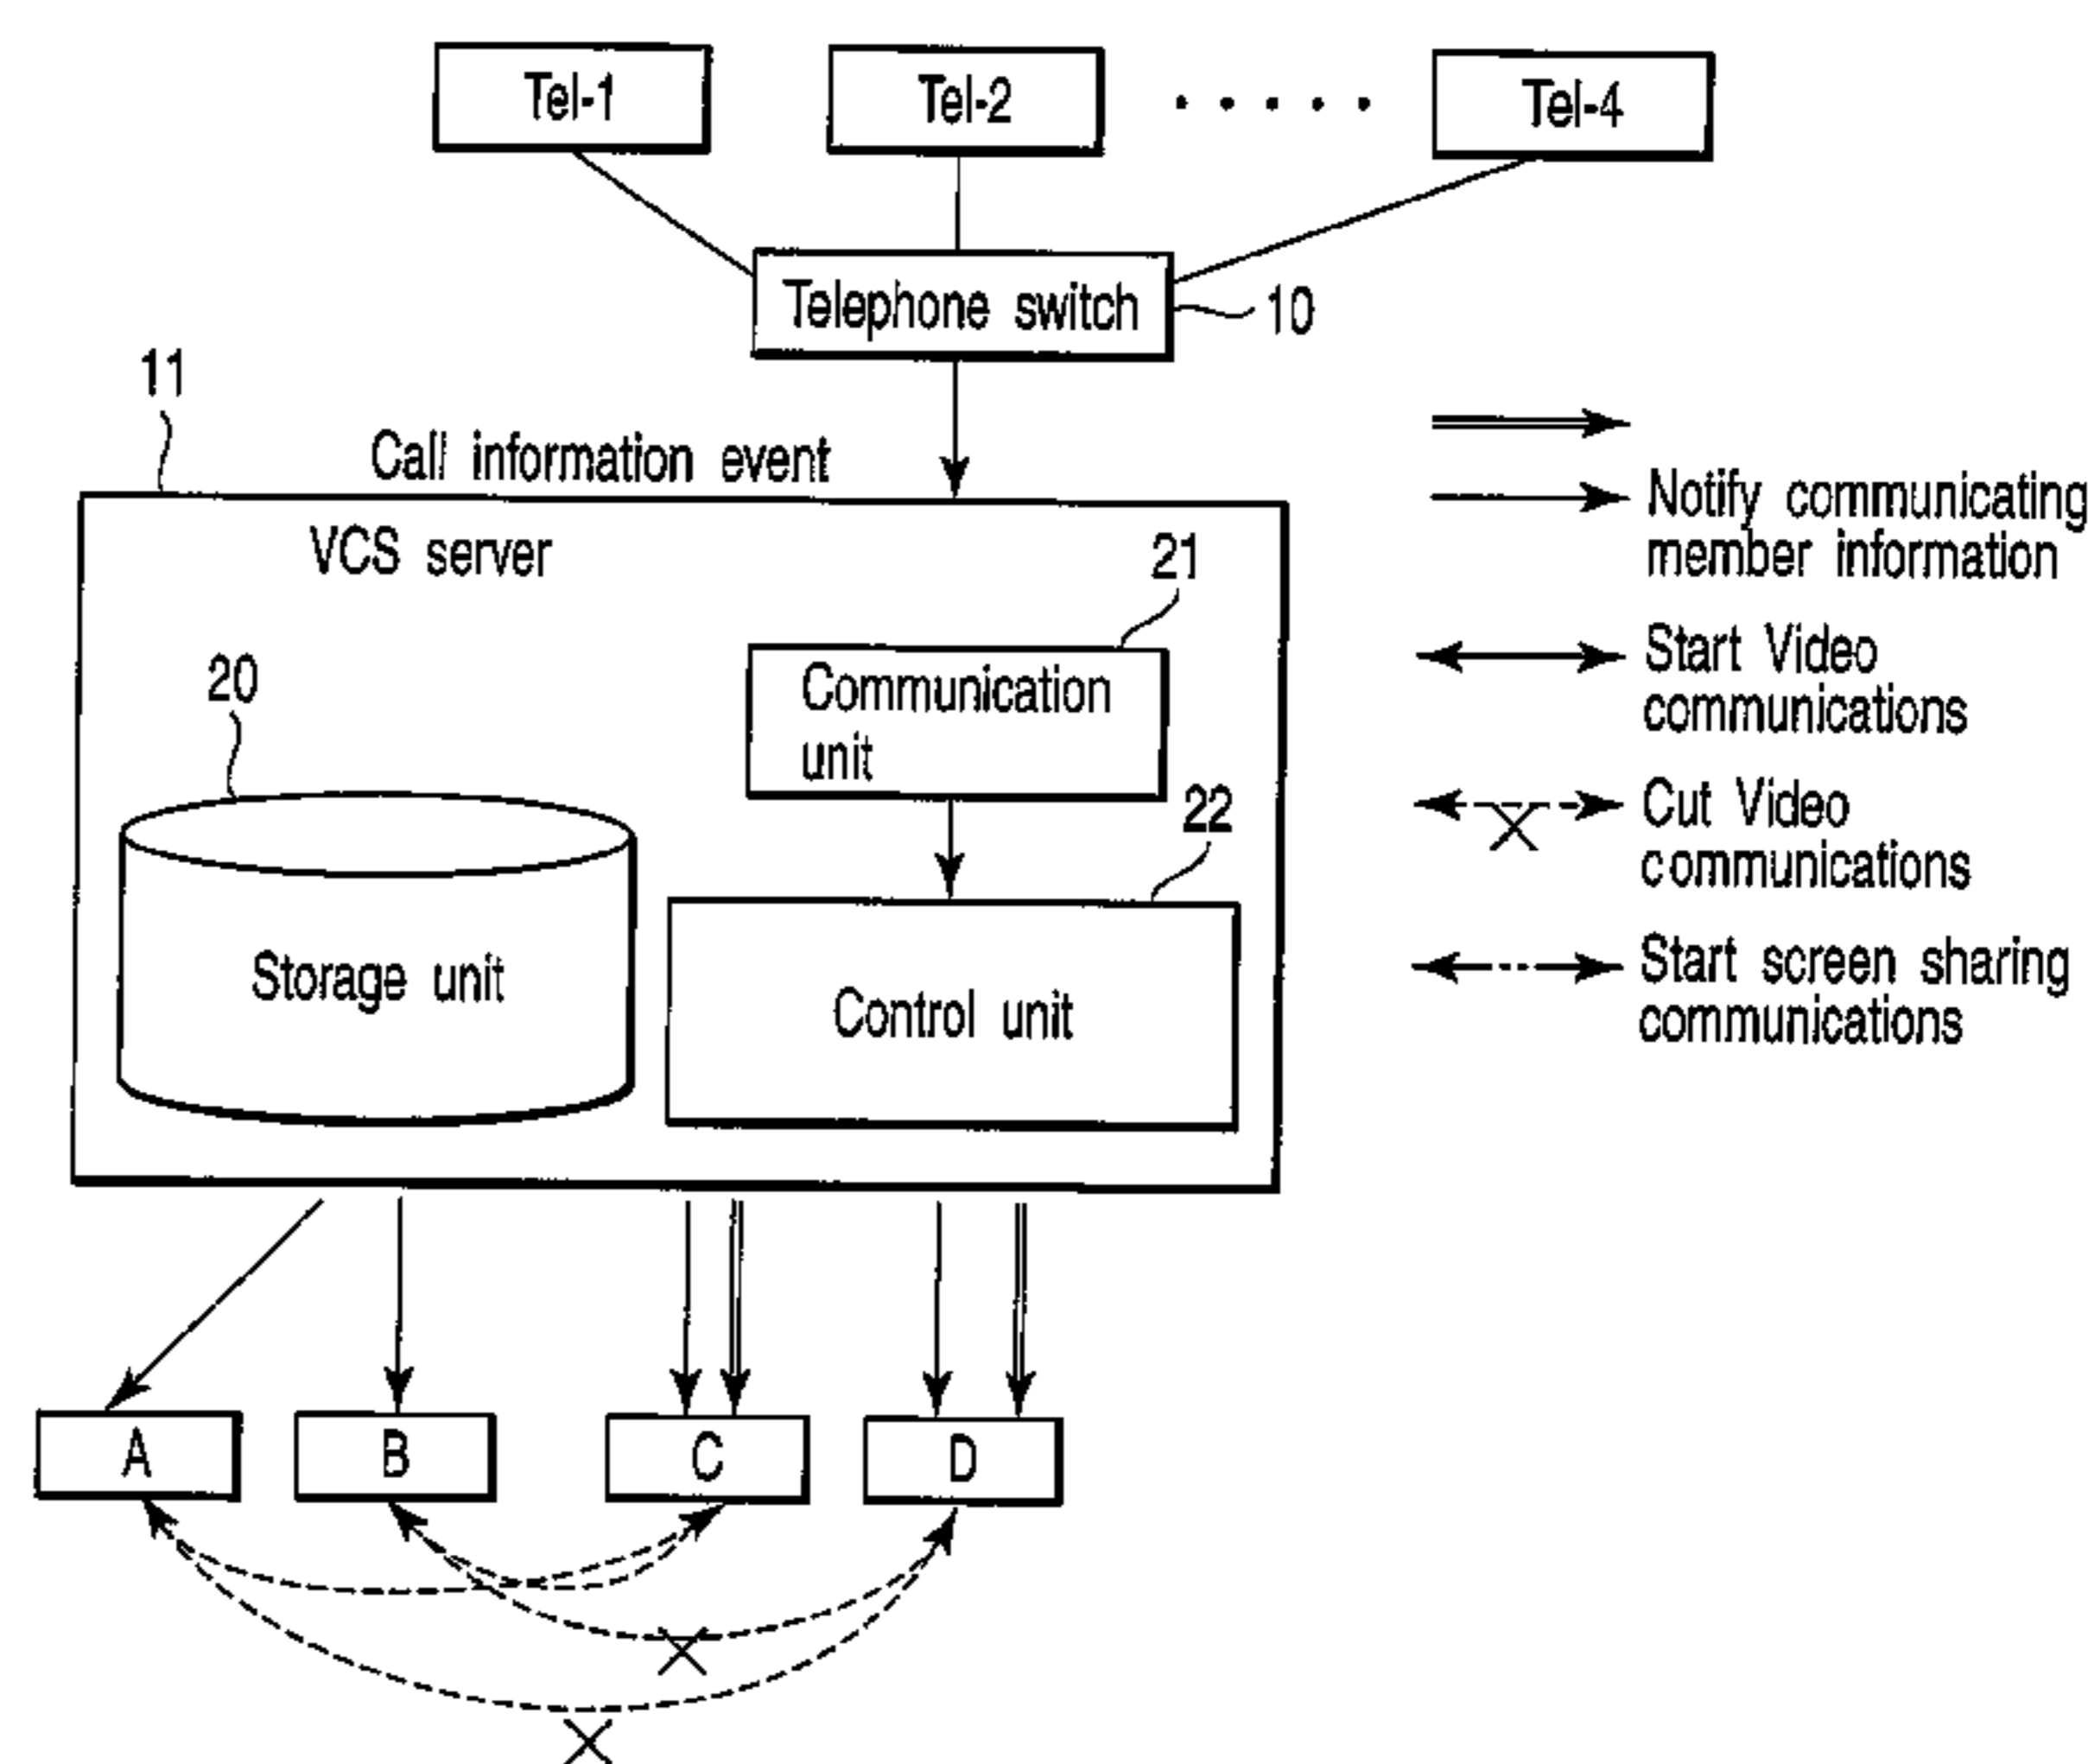 Tel-1
Tel-2
Tel-4
Telephone switch
10
11
Call information event
VCS server
21
20
Communication
unit
22
Storage unit
Control unit
Notify communicating
member information
Start Video
communications
Cut Video
communications
Start screen sharing
communications
A
B
C
D